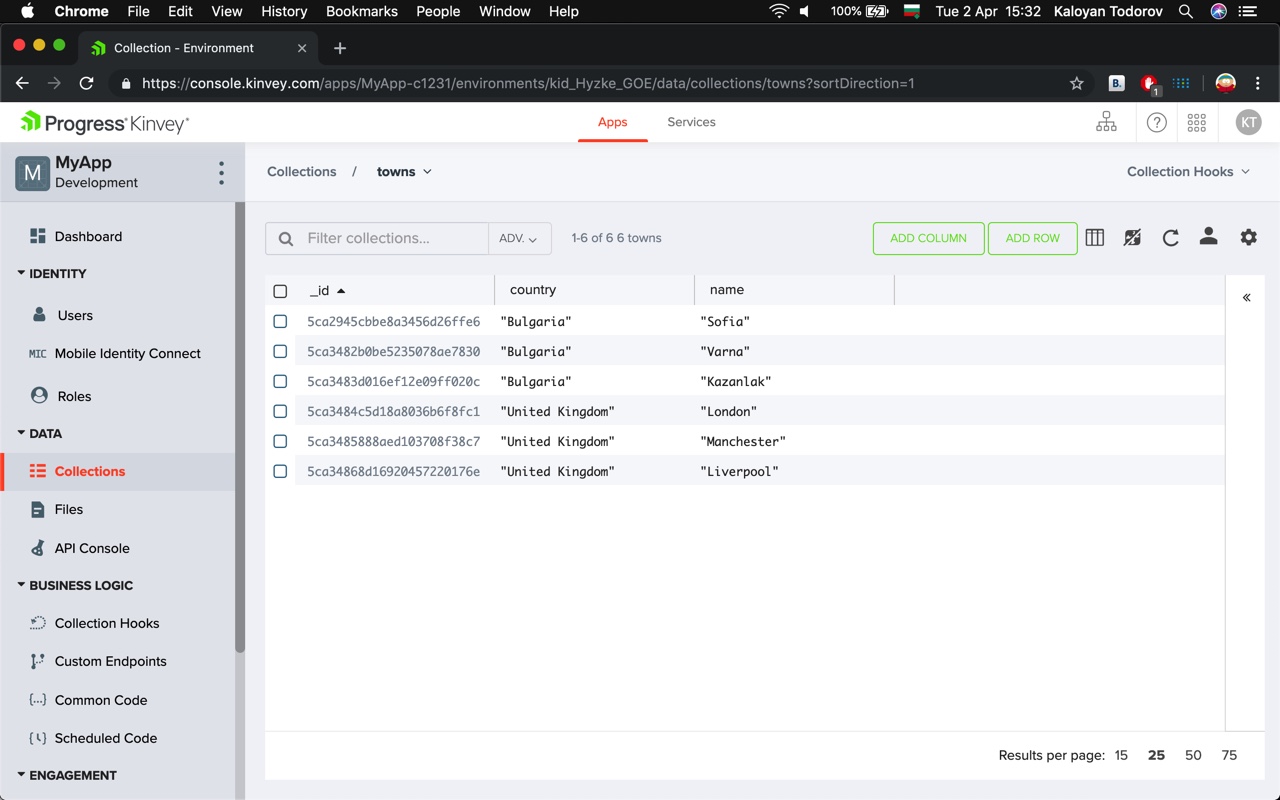 Chrome File Edit View History Bookmarks People Window Help 100% Tue 2 Apr 15:32 Kaloyan Todorov
Collection - Environment
https://console.kinvey.com/apps/MyApp-c1231/environments/kid_Hyzke_GOE/data/collections/towns?sortDirection=1 B. 1
Progress Kinvey Apps Services ? KT
M MyApp
Development
Collections / towns Collection Hooks
Dashboard
IDENTITY
Users
MIC Mobile Identity Connect
Roles
DATA
Collections
Files
API Console
BUSINESS LOGIC
Collection Hooks
Custom Endpoints
Common Code
Scheduled Code
ENGAGEMENT
Filter collections... ADV. 1-6 of 6 6 towns ADD COLUMN ADD ROW
_id country name
5ca2945cbbe8a3456d26ffe6 "Bulgaria" "Sofia"
5ca3482b0be5235078ae7830 "Bulgaria" "Varna"
5ca3483d016ef12e09ff020c "Bulgaria" "Kazanlak"
5ca3484c5d18a8036b6f8fc1 "United Kingdom" "London"
5ca3485888aed103708f38c7 "United Kingdom" "Manchester"
5ca34868d16920457220176e "United Kingdom" "Liverpool"
Results per page: 15 25 50 75